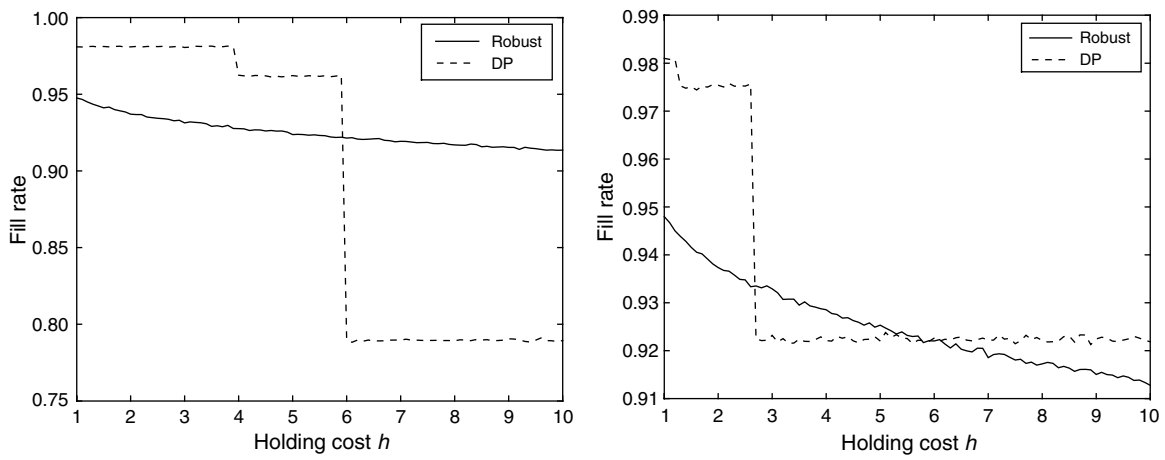 1.00
0.95
0.90
0.85
0.80
0.75
Fill rate
Robust
DP
1 2 3 4 5 6 7 8 9 10
Holding cost h
0.99
0.98
0.97
0.96
0.95
0.94
0.93
0.92
0.91
Fill rate
Robust
DP
1 2 3 4 5 6 7 8 9 10
Holding cost h